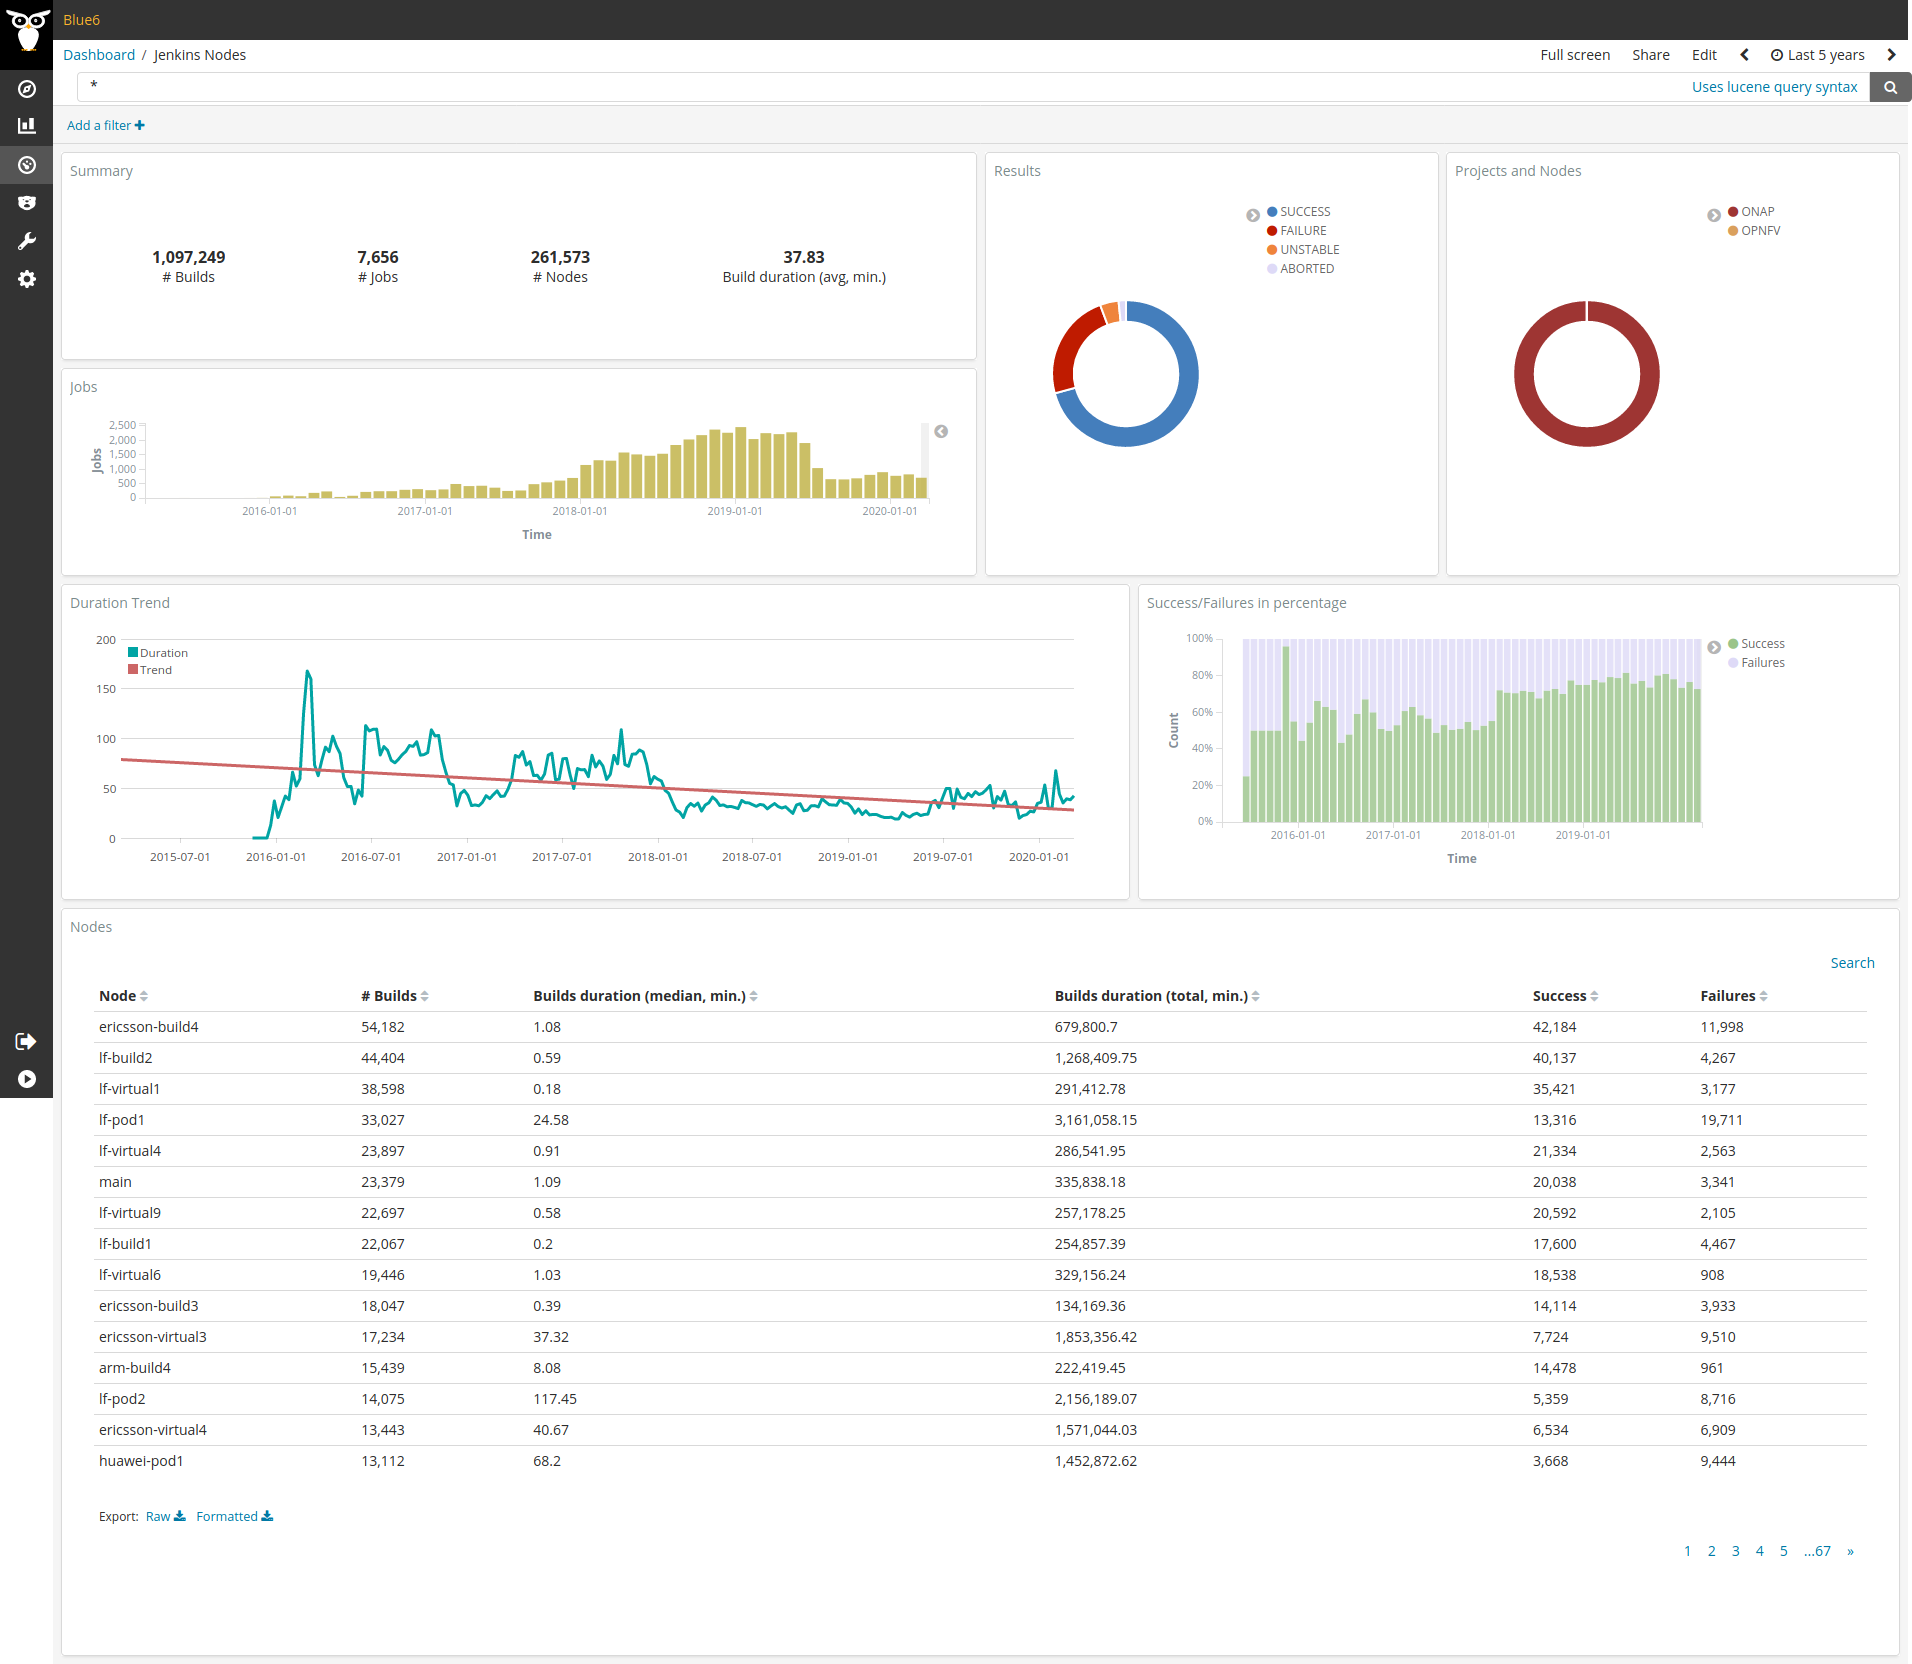 Blue6
Dashboard / Jenkins Nodes
Full screen Share Edit Last 5 years
*
Uses lucene query syntax
Add a filter
Summary
1,097,249 7,656 261,573 37.83
# Builds # Jobs # Nodes Build duration (avg, min.)
Results
SUCCESS
FAILURE
UNSTABLE
ABORTED
Projects and Nodes
ONAP
OPNFV
Jobs
2,500
2,000
1,500
1,000
500
0
Jobs
2016-01-01 2017-01-01 2018-01-01 2019-01-01 2020-01-01
Time
Duration Trend
200
150
100
50
0
Duration
Trend
2015-07-01 2016-01-01 2016-07-01 2017-01-01 2017-07-01 2018-01-01 2018-07-01 2019-01-01 2019-07-01 2020-01-01
Success/Failures in percentage
100%
80%
60%
40%
20%
0%
Count
2016-01-01 2017-01-01 2018-01-01 2019-01-01
Time
Success
Failures
Nodes
Search
Node # Builds Builds duration (median, min.) Builds duration (total, min.) Success Failures
ericsson-build4 54,182 1.08 679,800.7 42,184 11,998
lf-build2 44,404 0.59 1,268,409.75 40,137 4,267
lf-virtual1 38,598 0.18 291,412.78 35,421 3,177
lf-pod1 33,027 24.58 3,161,058.15 13,316 19,711
lf-virtual4 23,897 0.91 286,541.95 21,334 2,563
main 23,379 1.09 335,838.18 20,038 3,341
lf-virtual9 22,697 0.58 257,178.25 20,592 2,105
lf-build1 22,067 0.2 254,857.39 17,600 4,467
lf-virtual6 19,446 1.03 329,156.24 18,538 908
ericsson-build3 18,047 0.39 134,169.36 14,114 3,933
ericsson-virtual3 17,234 37.32 1,853,356.42 7,724 9,510
arm-build4 15,439 8.08 222,419.45 14,478 961
lf-pod2 14,075 117.45 2,156,189.07 5,359 8,716
ericsson-virtual4 13,443 40.67 1,571,044.03 6,534 6,909
huawei-pod1 13,112 68.2 1,452,872.62 3,668 9,444
Export: Raw Formatted
1 2 3 4 5 ...67 »